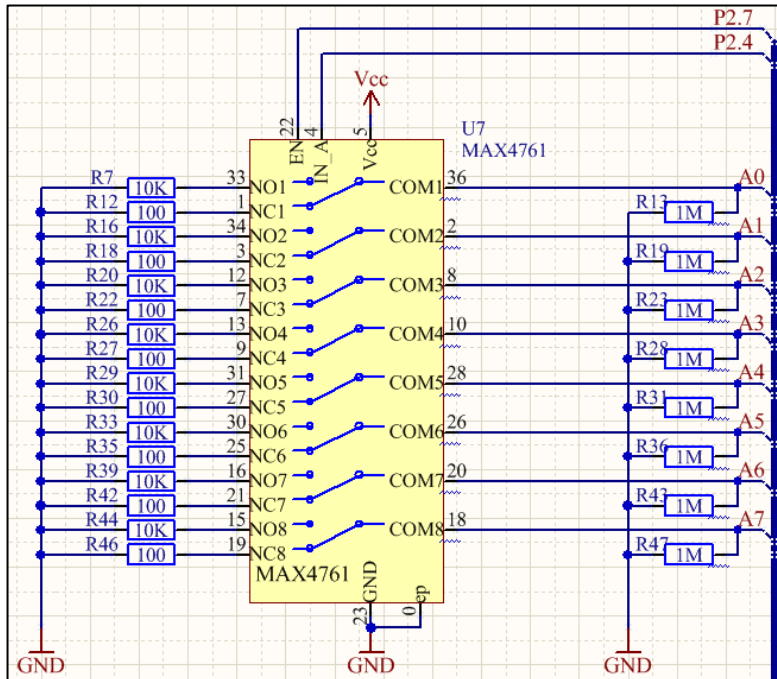 P2.7
P2.4
Vcc
22 4 5
EN IN_A Vcc
U7
MAX4761
R7 10K 33 NO1 COM1 36 A0
R12 100 1 NC1 R13 1M
R16 10K 34 NO2 COM2 2 A1
R18 100 3 NC2 R19 1M
R20 10K 12 NO3 COM3 8 A2
R22 100 7 NC3 R23 1M
R26 10K 13 NO4 COM4 10 A3
R27 100 9 NC4 R28 1M
R29 10K 31 NO5 COM5 28 A4
R30 100 27 NC5 R31 1M
R33 10K 30 NO6 COM6 26 A5
R35 100 25 NC6 R36 1M
R39 10K 16 NO7 COM7 20 A6
R42 100 21 NC7 R43 1M
R44 10K 15 NO8 COM8 18 A7
R46 100 19 NC8 R47 1M
MAX4761
GND ep
23 0
GND GND GND